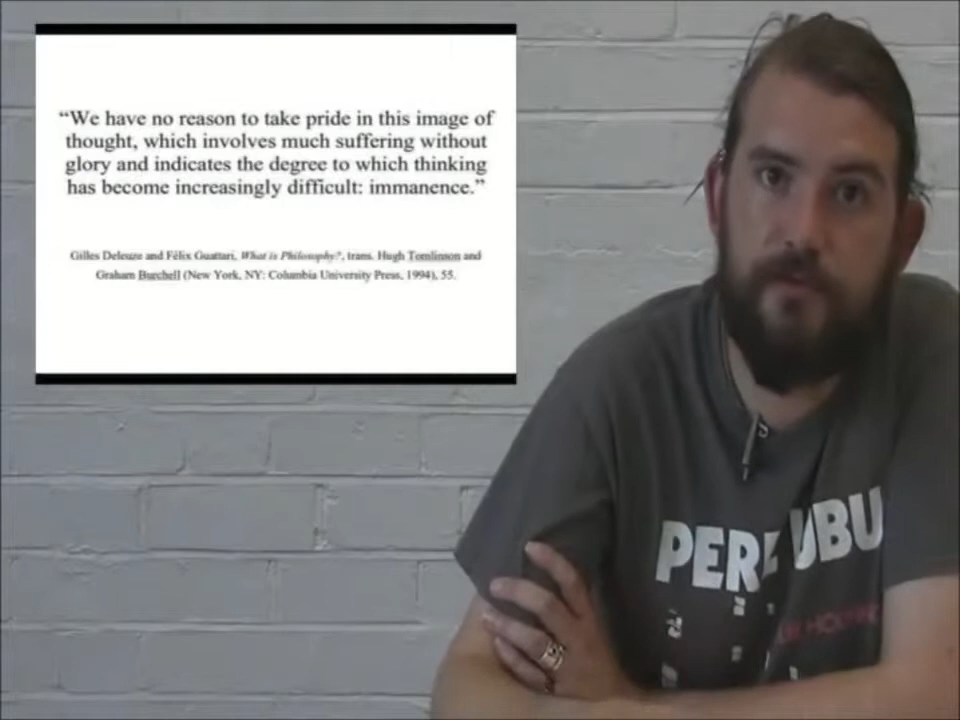 “We have no reason to take pride in this image of
thought, which involves much suffering without
glory and indicates the degree to which thinking
has become increasingly difficult: immanence.”
Gilles Deleuze and Félix Guattari, What is Philosophy?, trans. Hugh Tomlinson and
Graham Burchell (New York, NY: Columbia University Press, 1994), 55.
PERE UBU